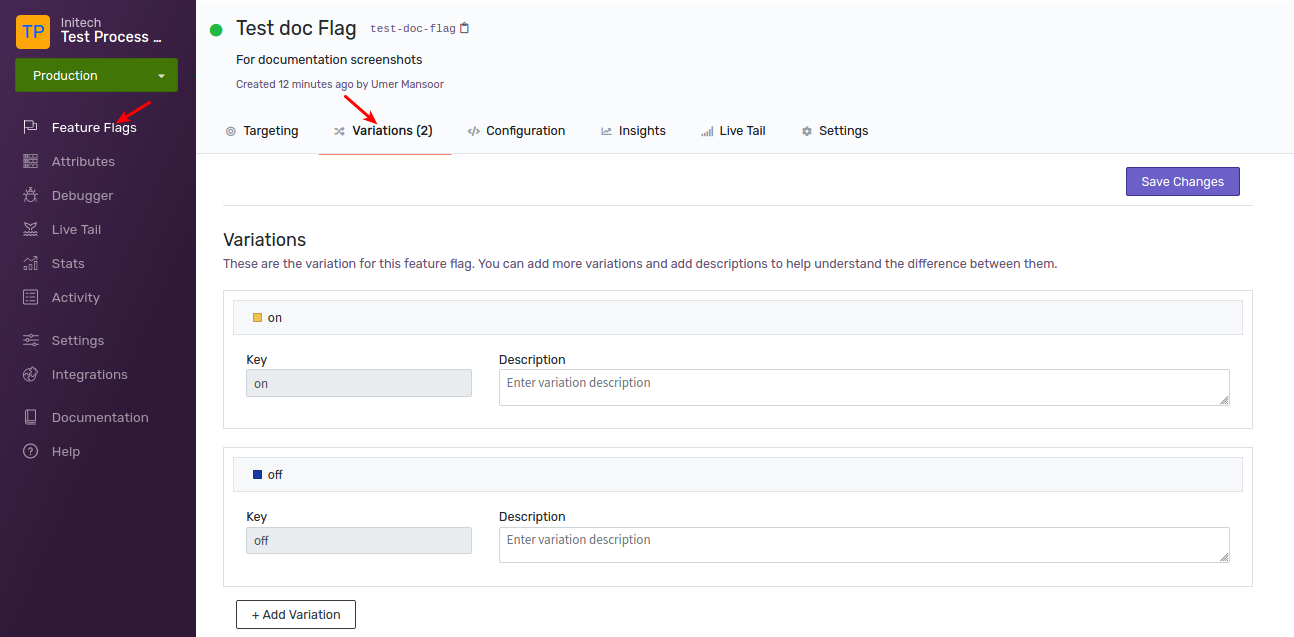 TP
Initech
Test Process ...
Production
Feature Flags
Attributes
Debugger
Live Tail
Stats
Activity
Settings
Integrations
Documentation
Help
Test doc Flag test-doc-flag
For documentation screenshots
Created 12 minutes ago by Umer Mansoor
Targeting Variations (2) Configuration Insights Live Tail Settings
Save Changes
Variations
These are the variation for this feature flag. You can add more variations and add descriptions to help understand the difference between them.
on
Key Description
on Enter variation description
off
Key Description
off Enter variation description
+ Add Variation